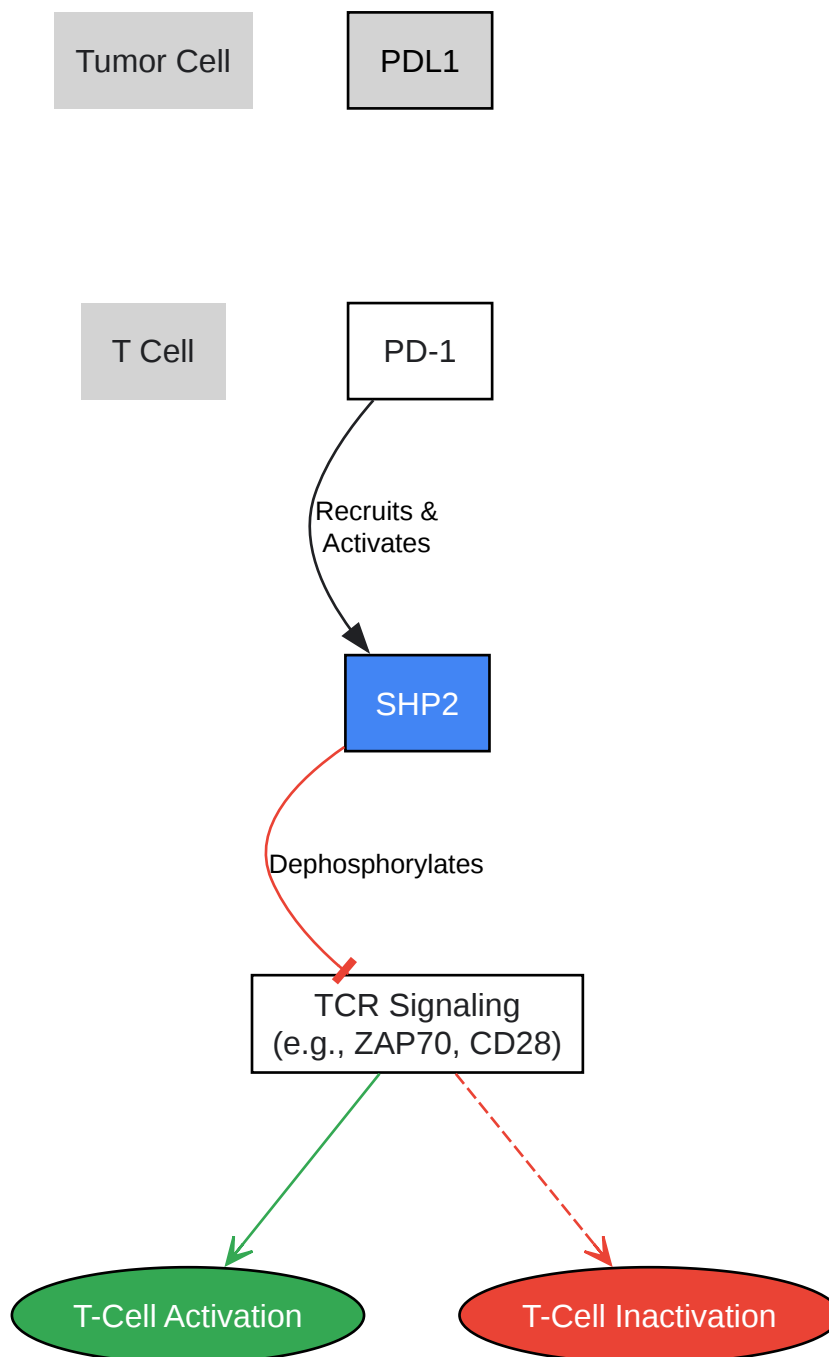 Tumor Cell
PDL1
T Cell
PD-1
Recruits &
Activates
SHP2
Dephosphorylates
TCR Signaling
(e.g., ZAP70, CD28)
T-Cell Activation
T-Cell Inactivation